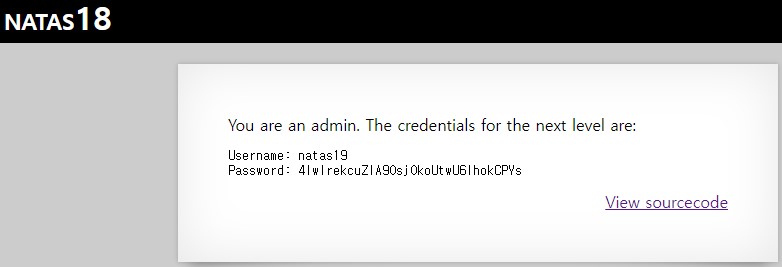 NATAS18
You are an admin. The credentials for the next level are:
Username: natas19
Password: 4IwIrekcuZlA9OsjOkoUtwU6lhokCPYs
View sourcecode